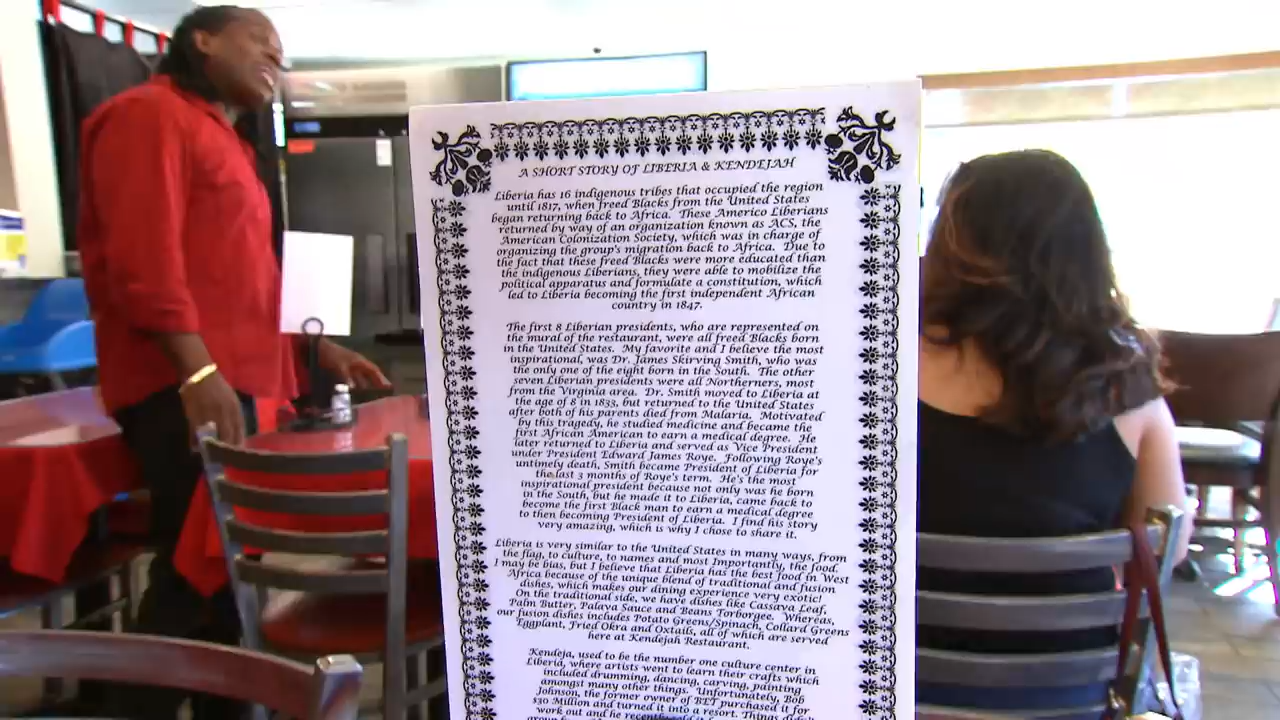 A SHORT STORY OF LIBERIA & KENDEJAH
Liberia has 16 indigenous tribes that occupied the region
until 1817, when freed Blacks from the United States
began returning back to Africa. These Americo Liberians
returned by way of an organization known as ACS, the
American Colonization Society, which was in charge of
organizing the group's migration back to Africa. Due to
the fact that these freed Blacks were more educated than
the indigenous Liberians, they were able to mobilize the
political apparatus and formulate a constitution, which
led to Liberia becoming the first independent African
country in 1847.
The first 8 Liberian presidents, who are represented on
the mural of the restaurant, were all freed Blacks born
in the United States. My favorite and I believe the most
inspirational, was Dr. James Skirving Smith, who was
the only one of the eight born in the South. The other
seven Liberian presidents were all Northerners, most
from the Virginia area. Dr. Smith moved to Liberia at
the age of 8 in 1833, but returned to the United States
after both of his parents died from Malaria. Motivated
by this tragedy, he studied medicine and became the
first African American to earn a medical degree. He
later returned to Liberia and served as Vice President
under President Edward James Roye. Following Roye's
untimely death, Smith became President of Liberia for
the last 3 months of Roye's term. He's the most
inspirational president because not only was he born
in the South, but he made it to Liberia, came back to
become the first Black man to earn a medical degree
to then becoming President of Liberia. I find his story
very amazing, which is why I chose to share it.
Liberia is very similar to the United States in many ways, from
the flag, to culture, to names and most Importantly, the food.
I may be bias, but I believe that Liberia has the best food in West
Africa because of the unique blend of traditional and fusion
dishes, which makes our dining experience very exotic!
On the traditional side, we have dishes like Cassava Leaf,
Palm Butter, Palava Sauce and Beans Torborgee. Whereas,
our fusion dishes includes Potato Greens/Spinach, Collard Greens
Eggplant, Fried Okra and Oxtails, all of which are served
here at Kendejah Restaurant.
Kendeja, used to be the number one culture center in
Liberia, where artists went to learn their crafts which
included drumming, dancing, carving, painting
amongst many other things. Unfortunately, Bob
Johnson, the former owner of BET purchased it for
$30 Million and turned it into a resort. Things didn't
work out and he recently